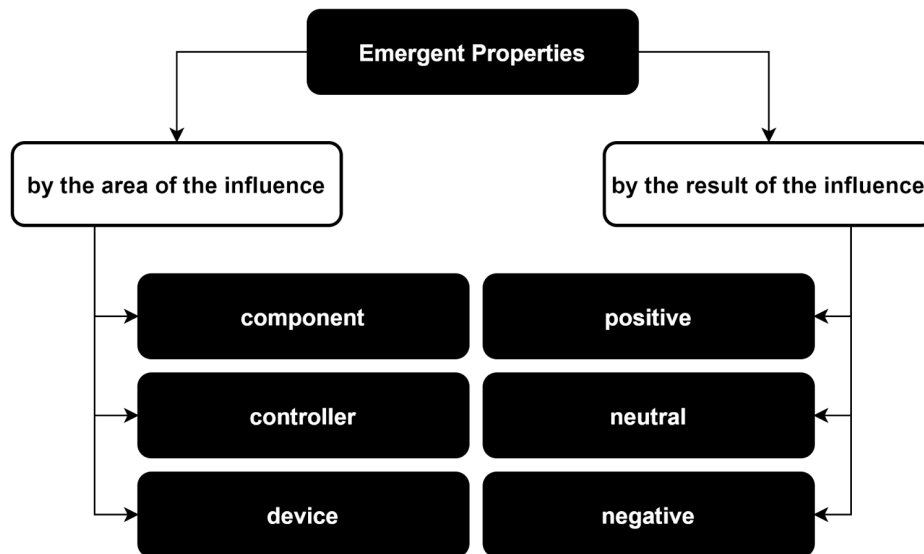 Emergent Properties
by the area of the influence
by the result of the influence
component
positive
controller
neutral
device
negative